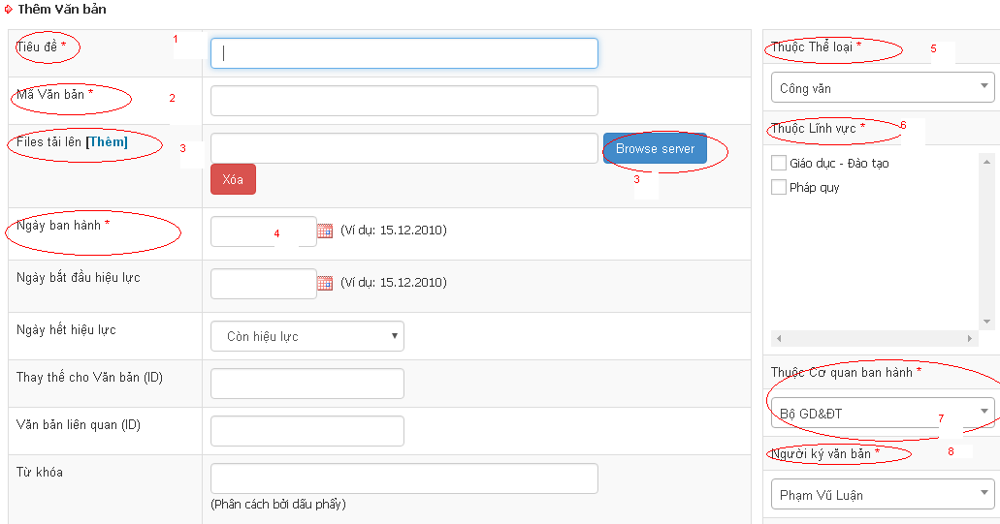 Thêm Văn bản
Tiêu đề * 1
Mã Văn bản * 2
Files tải lên [Thêm] 3 Browse server 3
Xóa
Ngày ban hành * 4 (Ví dụ: 15.12.2010)
Ngày bắt đầu hiệu lực (Ví dụ: 15.12.2010)
Ngày hết hiệu lực Còn hiệu lực
Thay thế cho Văn bản (ID)
Văn bản liên quan (ID)
Từ khóa
(Phân cách bởi dấu phẩy)
Thuộc Thể loại * 5
Công văn
Thuộc Lĩnh vực * 6
Giáo dục - Đào tạo
Pháp quy
Thuộc Cơ quan ban hành *
Bộ GD&ĐT 7
Người ký văn bản * 8
Phạm Vũ Luận